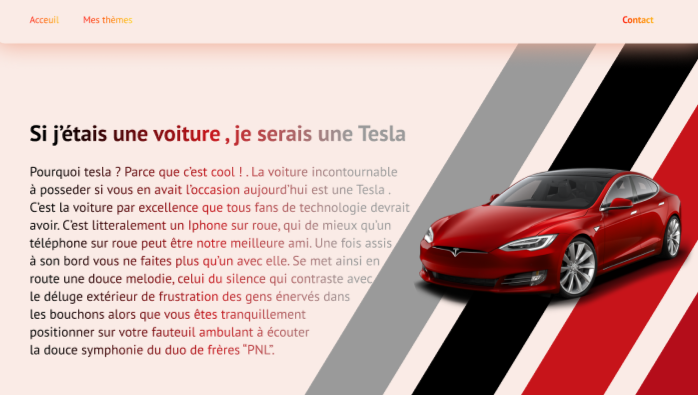 Acceuil
Mes thèmes
Contact
Si j'étais une voiture , je serais une Tesla
Pourquoi tesla ? Parce que c'est cool ! . La voiture incontournable
à posseder si vous en avait l'occasion aujourd'hui est une Tesla .
C'est la voiture par excellence que tous fans de technologie devrait
avoir. C'est litteralement un Iphone sur roue, qui de mieux qu'un
téléphone sur roue peut être notre meilleure ami. Une fois assis
à son bord vous ne faites plus qu'un avec elle. Se met ainsi en
route une douce melodie, celui du silence qui contraste avec
le déluge extérieur de frustration des gens énervés dans
les bouchons alors que vous êtes tranquillement
positionner sur votre fauteuil ambulant à écouter
la douce symphonie du duo de frères "PNL".